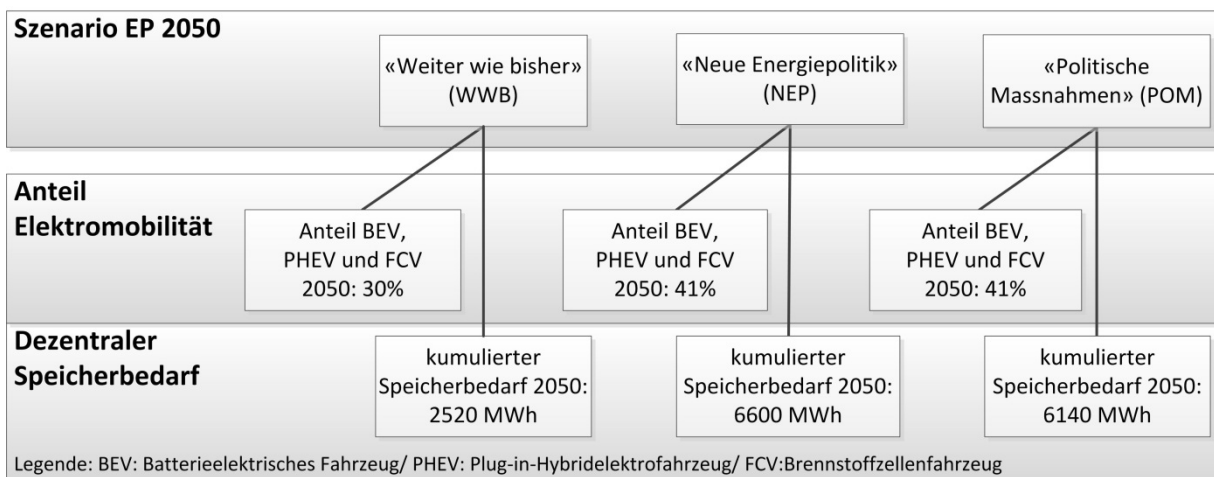 Szenario EP 2050
«Weiter wie bisher»
(WWB)
«Neue Energiepolitik»
(NEP)
«Politische
Massnahmen» (POM)
Anteil
Elektromobilität
Anteil BEV,
PHEV und FCV
2050: 30%
Anteil BEV,
PHEV und FCV
2050: 41%
Anteil BEV,
PHEV und FCV
2050: 41%
Dezentraler
Speicherbedarf
kumulierter
Speicherbedarf 2050:
2520 MWh
kumulierter
Speicherbedarf 2050:
6600 MWh
kumulierter
Speicherbedarf 2050:
6140 MWh
Legende: BEV: Batterieelektrisches Fahrzeug/ PHEV: Plug-in-Hybridelektrofahrzeug/ FCV:Brennstoffzellenfahrzeug